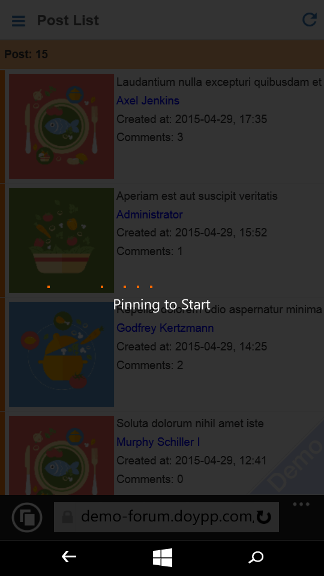 Post List
Post: 15
Laudantium nulla excepturi quibusdam et
Axel Jenkins
Created at: 2015-04-29, 17:35
Comments: 3
Aperiam est aut suscipit veritatis
Administrator
Created at: 2015-04-29, 15:52
Comments: 1
Pinning to Start
dolorem odio aspernatur minima
Godfrey Kertzmann
Created at: 2015-04-29, 14:25
Comments: 2
Soluta dolorum nihil amet iste
Murphy Schiller I
Created at: 2015-04-29, 12:41
Comments: 0
Demo
demo-forum.doypp.com